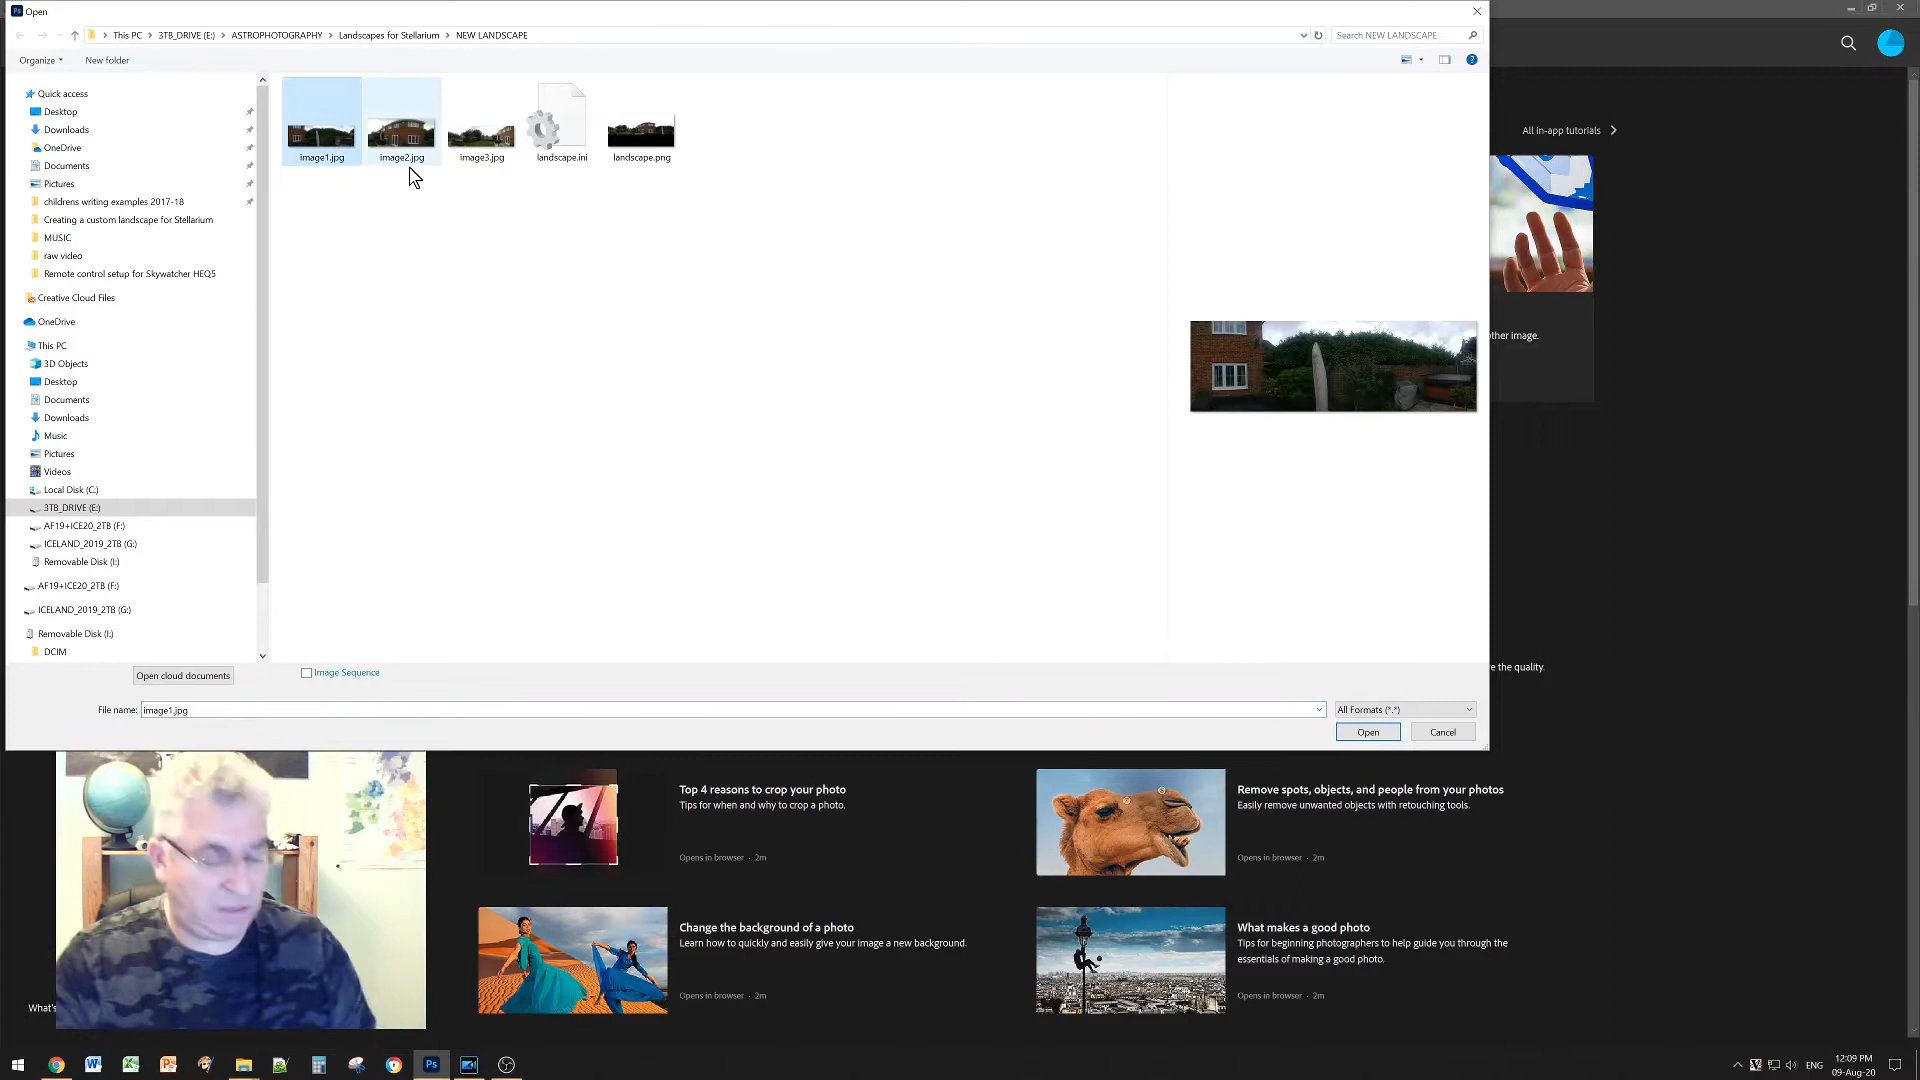 Ps Open
This PC > 3TB_DRIVE (E:) > ASTROPHOTOGRAPHY > Landscapes for Stellarium > NEW LANDSCAPE
Search NEW LANDSCAPE
Organize
New folder
?
Quick access
Desktop
Downloads
OneDrive
Documents
Pictures
childrens writing examples 2017-18
Creating a custom landscape for Stellarium
MUSIC
raw video
Remote control setup for Skywatcher HEQ5
Creative Cloud Files
OneDrive
This PC
3D Objects
Desktop
Documents
Downloads
Music
Pictures
Videos
Local Disk (C:)
3TB_DRIVE (E:)
AF19+ICE20_2TB (F:)
ICELAND_2019_2TB (G:)
Removable Disk (I:)
AF19+ICE20_2TB (F:)
ICELAND_2019_2TB (G:)
Removable Disk (I:)
DCIM
image1.jpg
image2.jpg
image3.jpg
landscape.ini
landscape.png
Open cloud documents
Image Sequence
File name:
image1.jpg
All Formats (*.*)
Open
Cancel
All in-app tutorials
other image.
e the quality.
Top 4 reasons to crop your photo
Tips for when and why to crop a photo.
Opens in browser · 2m
Remove spots, objects, and people from your photos
Easily remove unwanted objects with retouching tools.
Opens in browser · 2m
Change the background of a photo
Learn how to quickly and easily give your image a new background.
Opens in browser · 2m
What makes a good photo
Tips for beginning photographers to help guide you through the
essentials of making a good photo.
Opens in browser · 2m
What's
Ps
ENG
12:09 PM
09-Aug-20